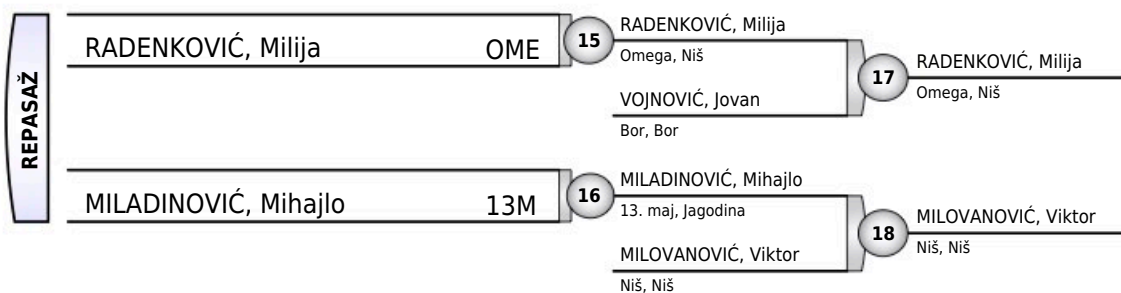 REPASAŽ
RADENKOVIĆ, Milija OME
15
RADENKOVIĆ, Milija
Omega, Niš
VOJNOVIĆ, Jovan
Bor, Bor
17
RADENKOVIĆ, Milija
Omega, Niš
MILADINOVIĆ, Mihajlo 13M
16
MILADINOVIĆ, Mihajlo
13. maj, Jagodina
MILOVANOVIĆ, Viktor
Niš, Niš
18
MILOVANOVIĆ, Viktor
Niš, Niš